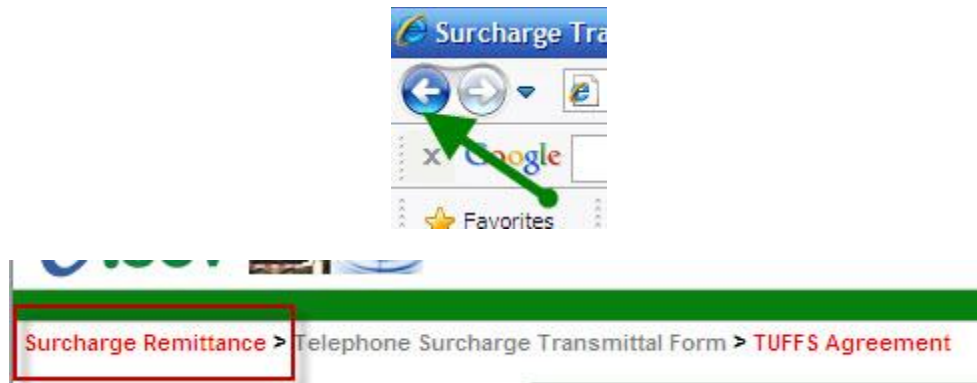 Surcharge Tra
x Google
Favorites
Surcharge Remittance > Telephone Surcharge Transmittal Form > TUFFS Agreement